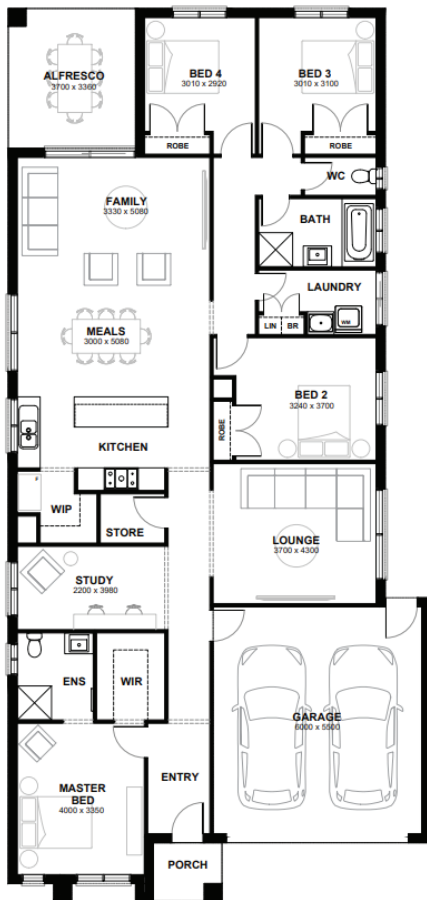 ALFRESCO
3700 x 3360
BED 4
3010 x 2920
BED 3
3010 x 3100
ROBE
ROBE
WC
FAMILY
3330 x 5080
BATH
LAUNDRY
MEALS
3000 x 5080
LIN
BR
WM
BED 2
3240 x 3700
ROBE
KITCHEN
WIP
STORE
LOUNGE
3700 x 4300
STUDY
2200 x 3980
ENS
WIR
GARAGE
6000 x 5500
MASTER
BED
4000 x 3350
ENTRY
PORCH